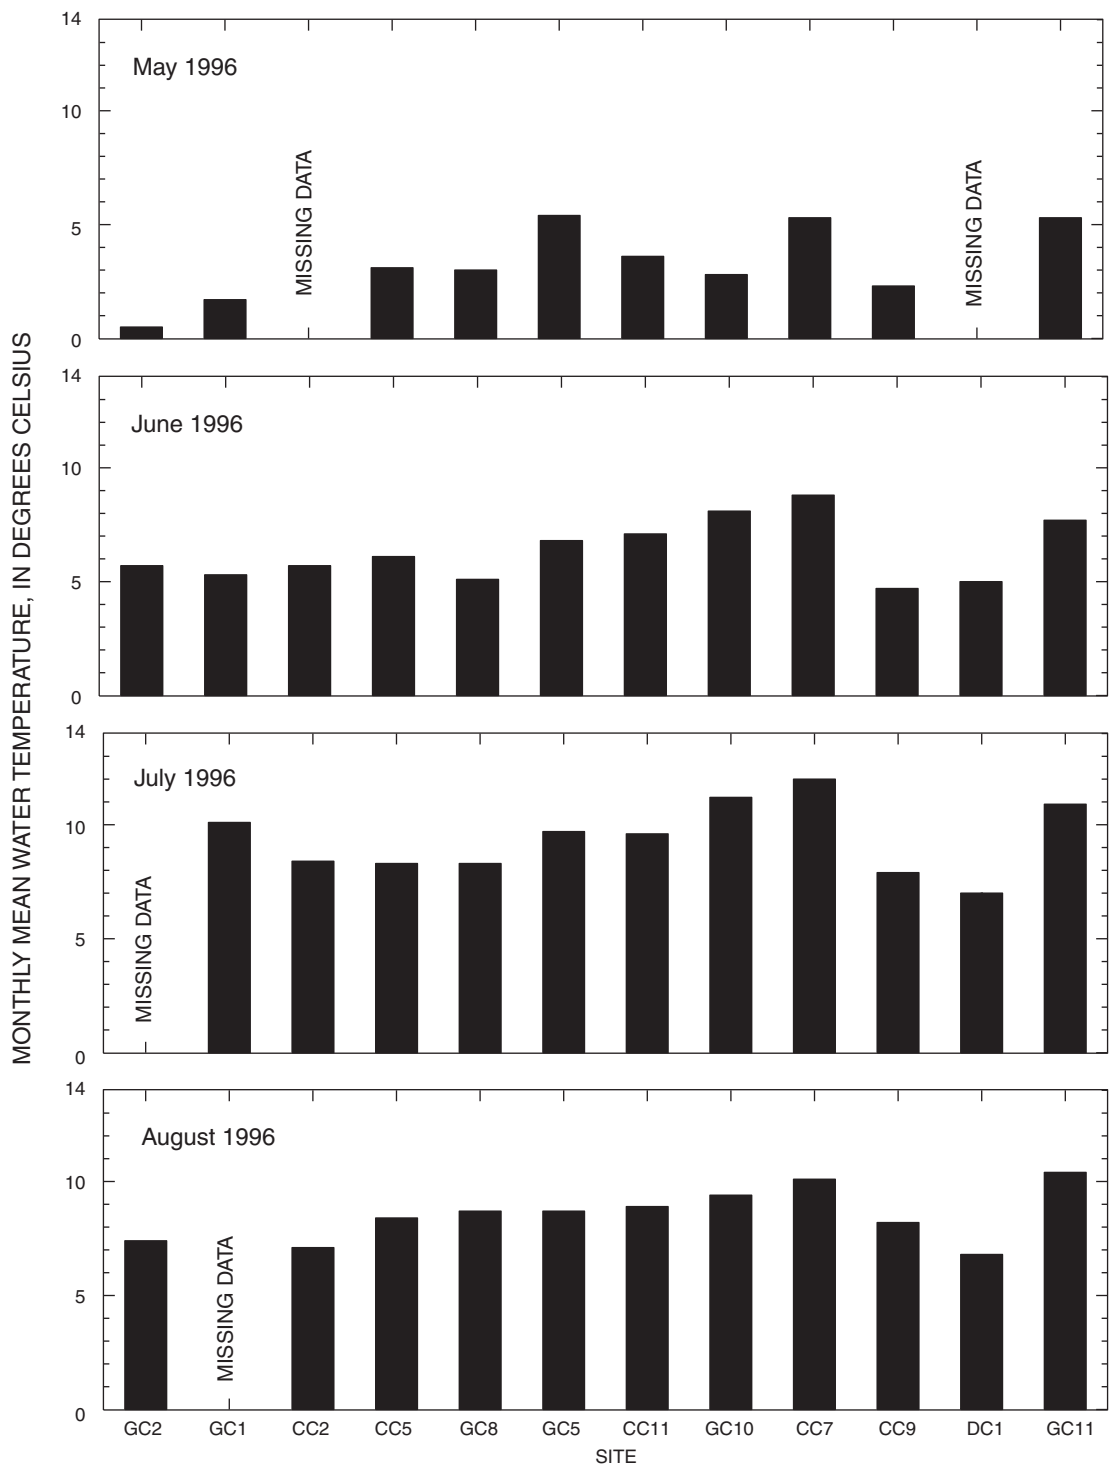 MONTHLY MEAN WATER TEMPERATURE, IN DEGREES CELSIUS
14
May 1996
10
MISSING DATA
MISSING DATA
5
0
14
June 1996
10
5
0
14
July 1996
10
MISSING DATA
5
0
14
August 1996
10
MISSING DATA
5
0
GC2 GC1 CC2 CC5 GC8 GC5 CC11 GC10 CC7 CC9 DC1 GC11
SITE